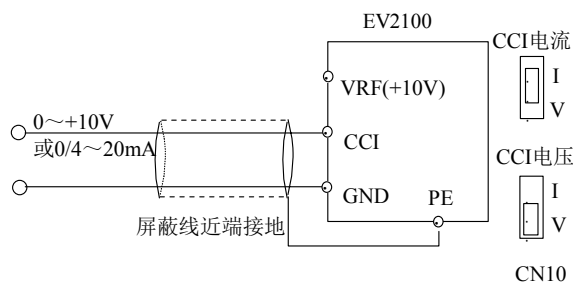 EV2100
CCI电流
I
V
VRF(+10V)
0～+10V
或0/4～20mA
CCI
GND
PE
屏蔽线近端接地
CCI电压
I
V
CN10